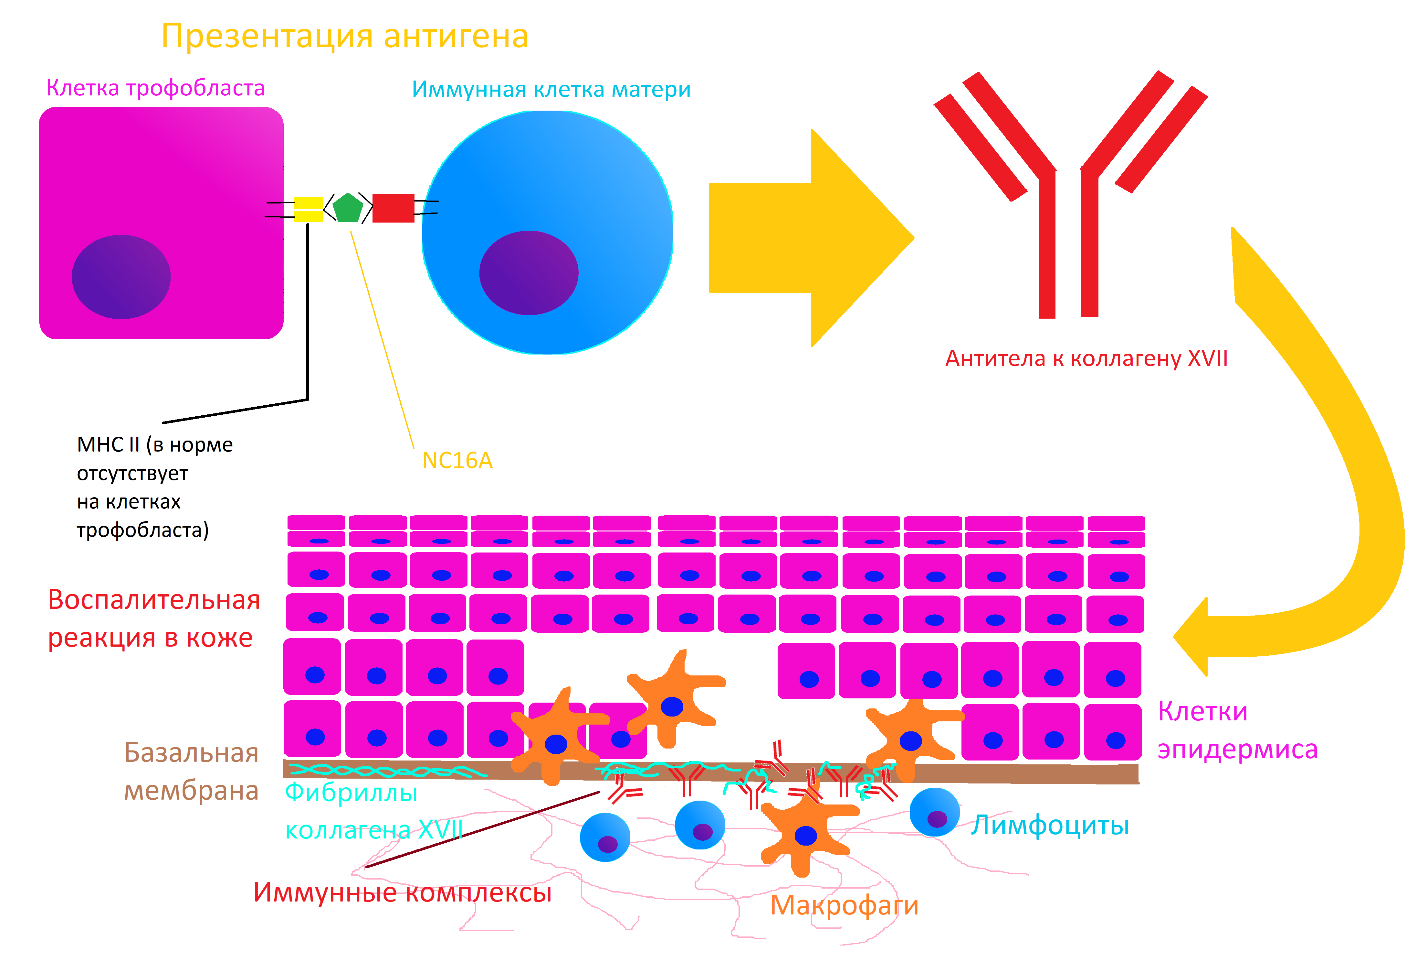 Презентация антигена
Клетка трофобласта
Иммунная клетка матери
Антитела к коллагену XVII
MHC II (в норме
отсутствует
на клетках
трофобласта)
NC16A
Воспалительная
реакция в коже
Клетки
эпидермиса
Базальная
мембрана
Фибриллы
коллагена XVII
Лимфоциты
Иммунные комплексы
Макрофаги